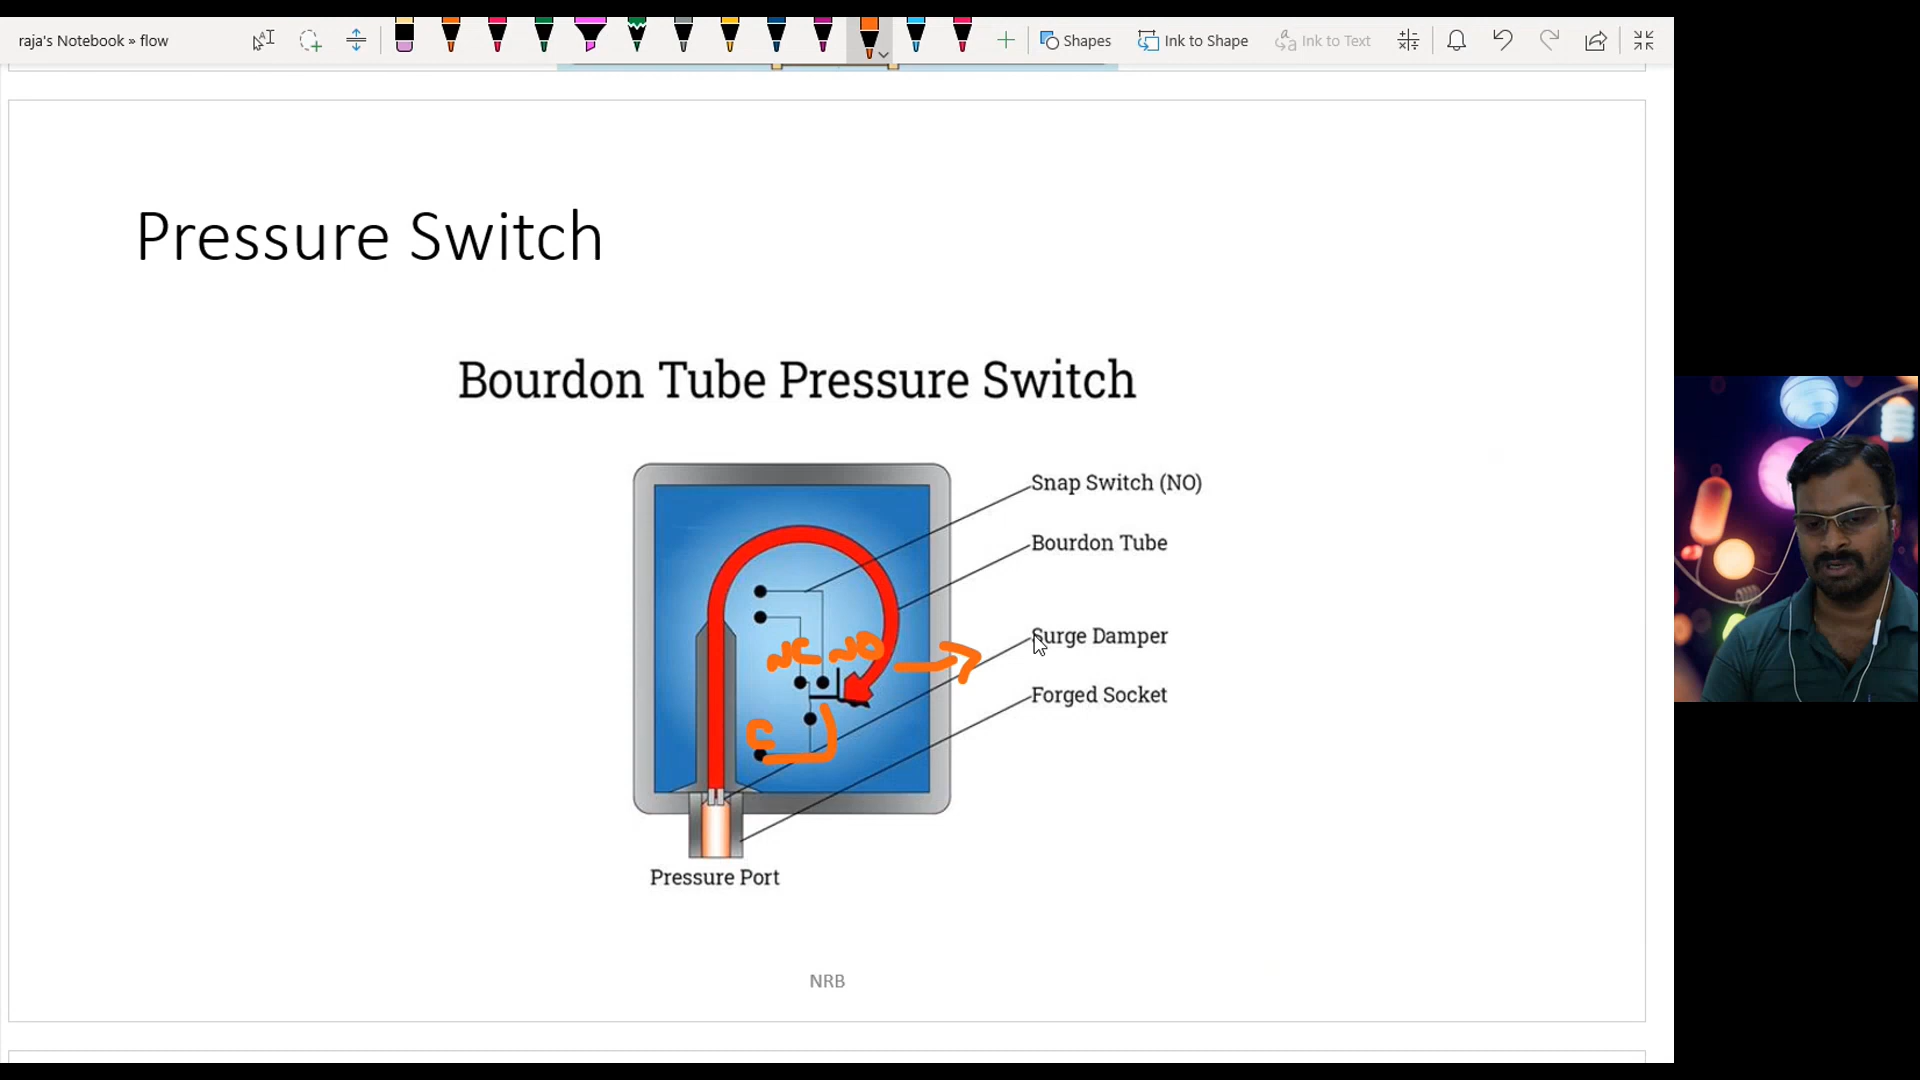 raja's Notebook » flow
Shapes
Ink to Shape
Ink to Text
Pressure Switch
Bourdon Tube Pressure Switch
Snap Switch (NO)
Bourdon Tube
Surge Damper
Forged Socket
NC NO
C
Pressure Port
NRB